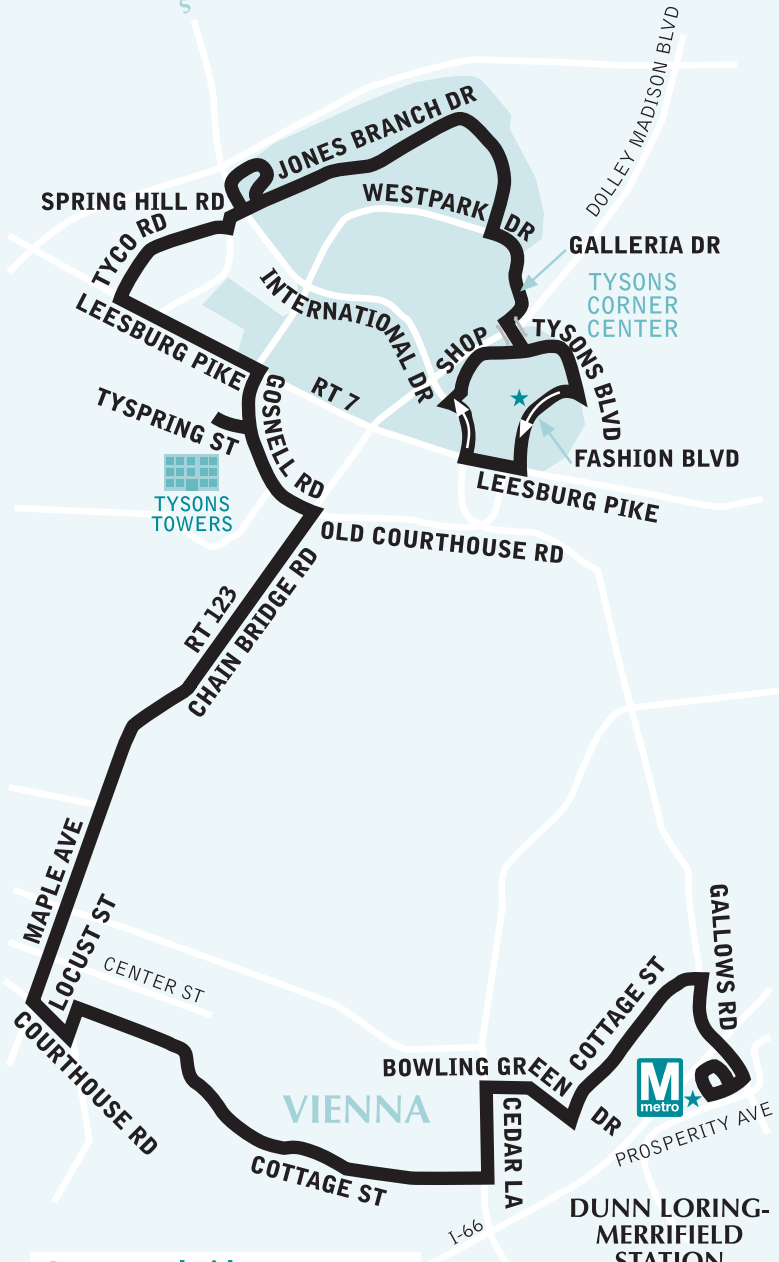 S
DOLLEY MADISON BLVD
JONES BRANCH DR
SPRING HILL RD
WESTPARK DR
TYCO RD
GALLERIA DR
TYSONS
CORNER
CENTER
INTERNATIONAL DR
LEESBURG PIKE
SHOP
TYSONS BLVD
RT 7
GOSNELL RD
TYSPRING ST
FASHION BLVD
TYSONS
TOWERS
LEESBURG PIKE
OLD COURTHOUSE RD
RT 123
CHAIN BRIDGE RD
MAPLE AVE
LOCUST ST
CENTER ST
GALLOWS RD
COTTAGE ST
COURTHOUSE RD
BOWLING GREEN DR
M
metro
VIENNA
CEDAR LA
PROSPERITY AVE
COTTAGE ST
I-66
DUNN LORING-
MERRIFIELD
STATION